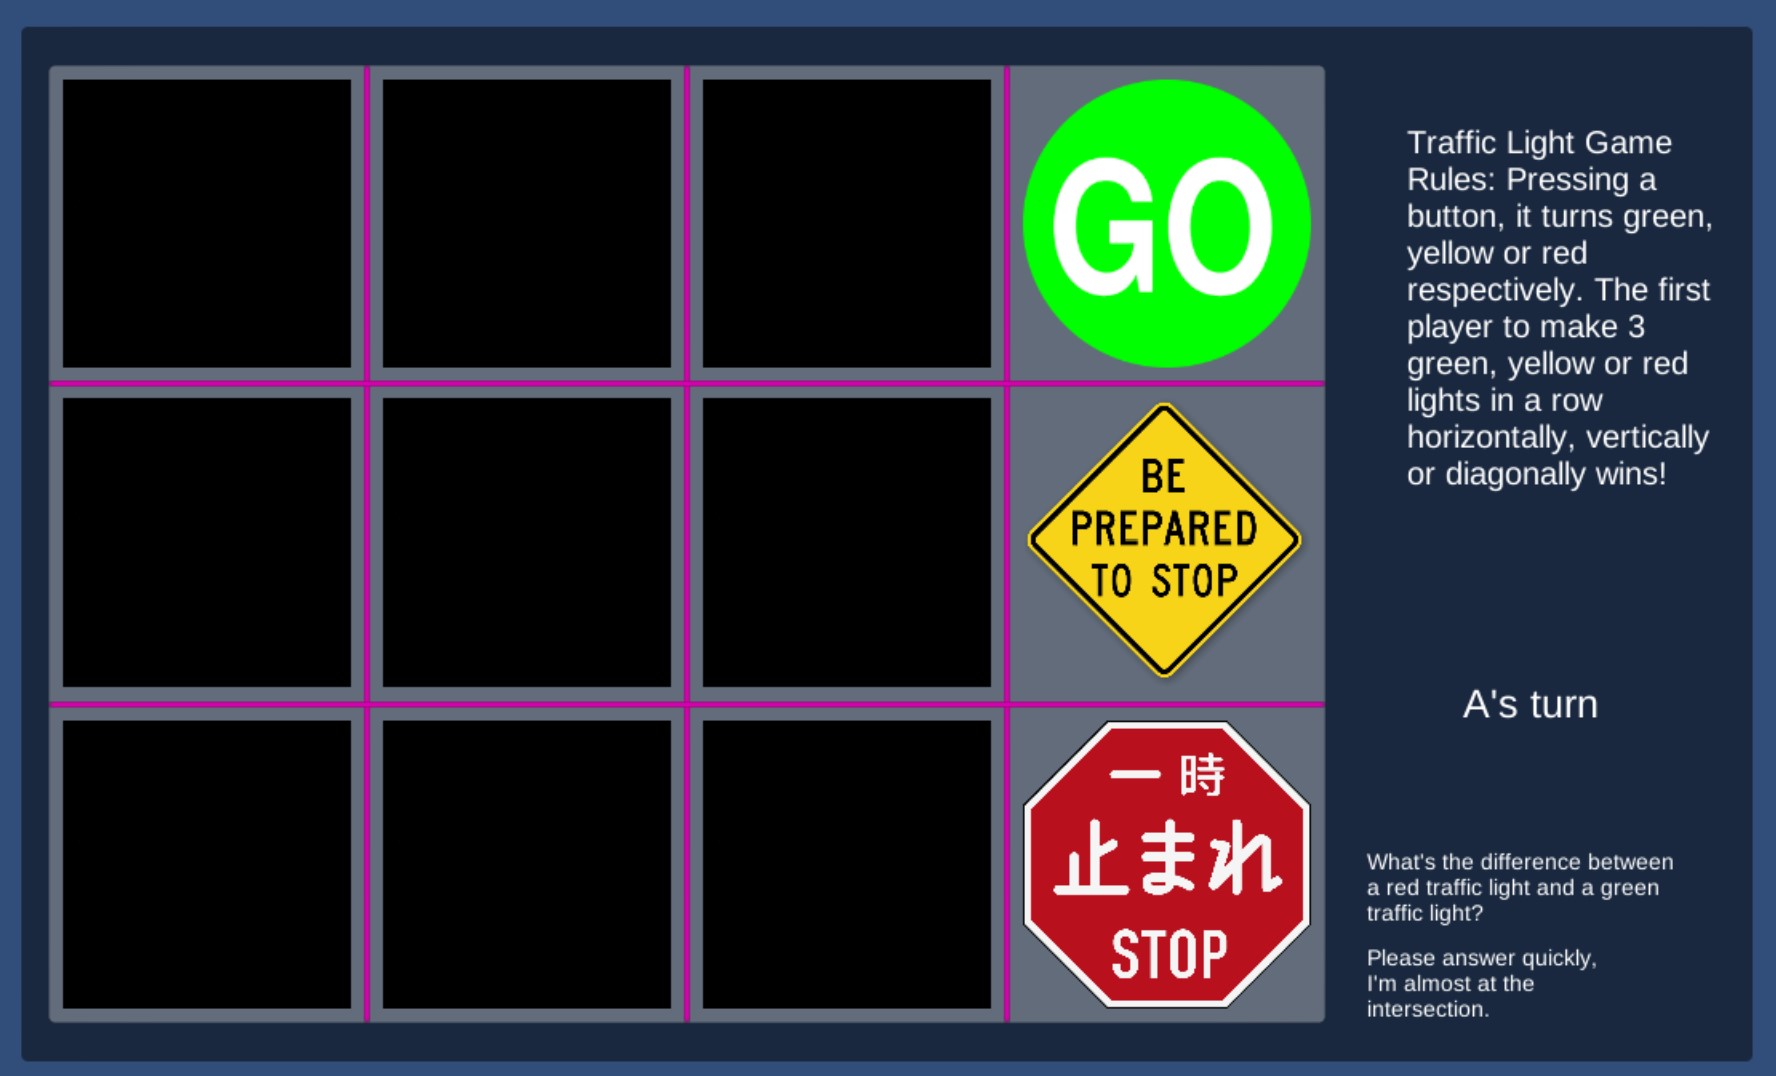 GO
BE
PREPARED
TO STOP
一時
止まれ
STOP
Traffic Light Game
Rules: Pressing a
button, it turns green,
yellow or red
respectively. The first
player to make 3
green, yellow or red
lights in a row
horizontally, vertically
or diagonally wins!
A's turn
What's the difference between
a red traffic light and a green
traffic light?
Please answer quickly,
I'm almost at the
intersection.